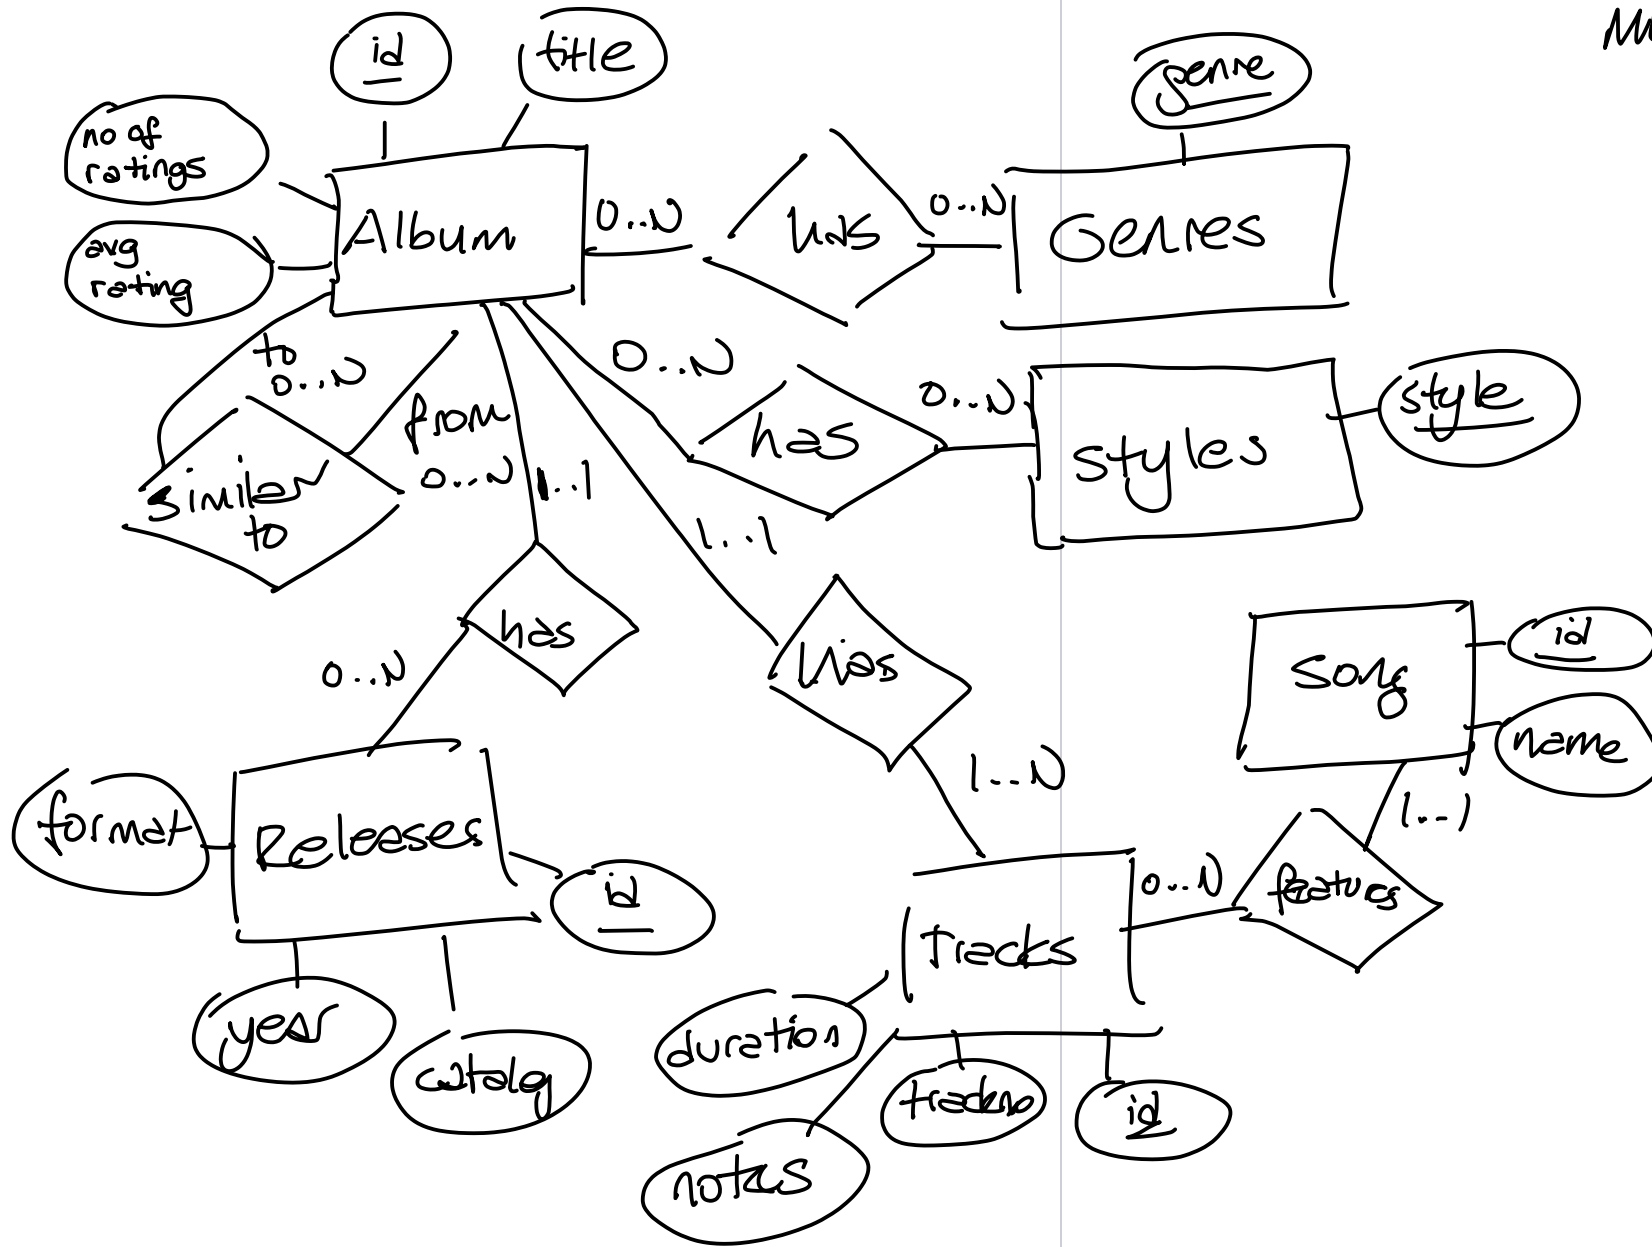 id
title
genre
no of
ratings
Album
0..N
has
0..N
Genres
avg
rating
to
0..N
0..N
0..N
style
from
has
styles
0..N
1..1
similar
to
1..1
has
has
song
id
0..N
name
1..N
1..1
format
Releases
0..N
features
id
Tracks
year
duration
catalog
trackno
id
notes